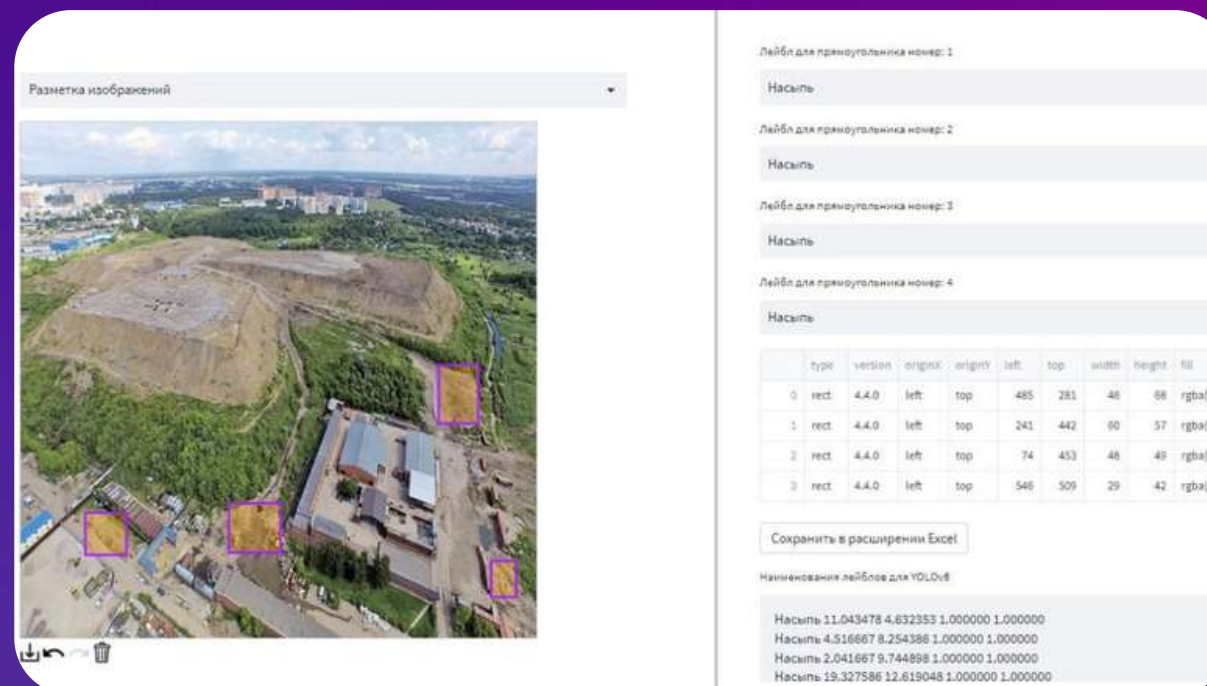 Разметка изображений
Лейбл для прямоугольника номер: 1
Насыпь
Лейбл для прямоугольника номер: 2
Насыпь
Лейбл для прямоугольника номер: 3
Насыпь
Лейбл для прямоугольника номер: 4
Насыпь
type version originX originY left top width height fill
0 rect 4.4.0 left top 485 281 46 68 rgba(
1 rect 4.4.0 left top 241 442 60 57 rgba(
2 rect 4.4.0 left top 74 453 48 49 rgba(
3 rect 4.4.0 left top 546 509 29 42 rgba(
Сохранить в расширении Excel
Наименования лейблов для YOLOv8
Насыпь 11.043478 4.632353 1.000000 1.000000
Насыпь 4.516667 8.254386 1.000000 1.000000
Насыпь 2.041667 9.744898 1.000000 1.000000
Насыпь 19.327586 12.619048 1.000000 1.000000